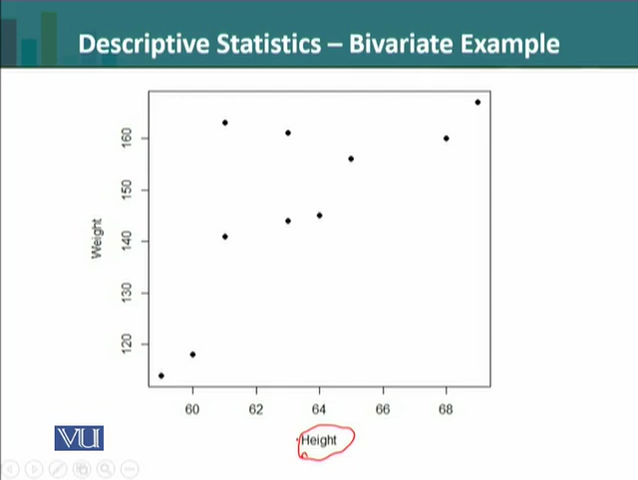 Descriptive Statistics – Bivariate Example
Weight
160
150
140
130
120
60 62 64 66 68
Height
VU